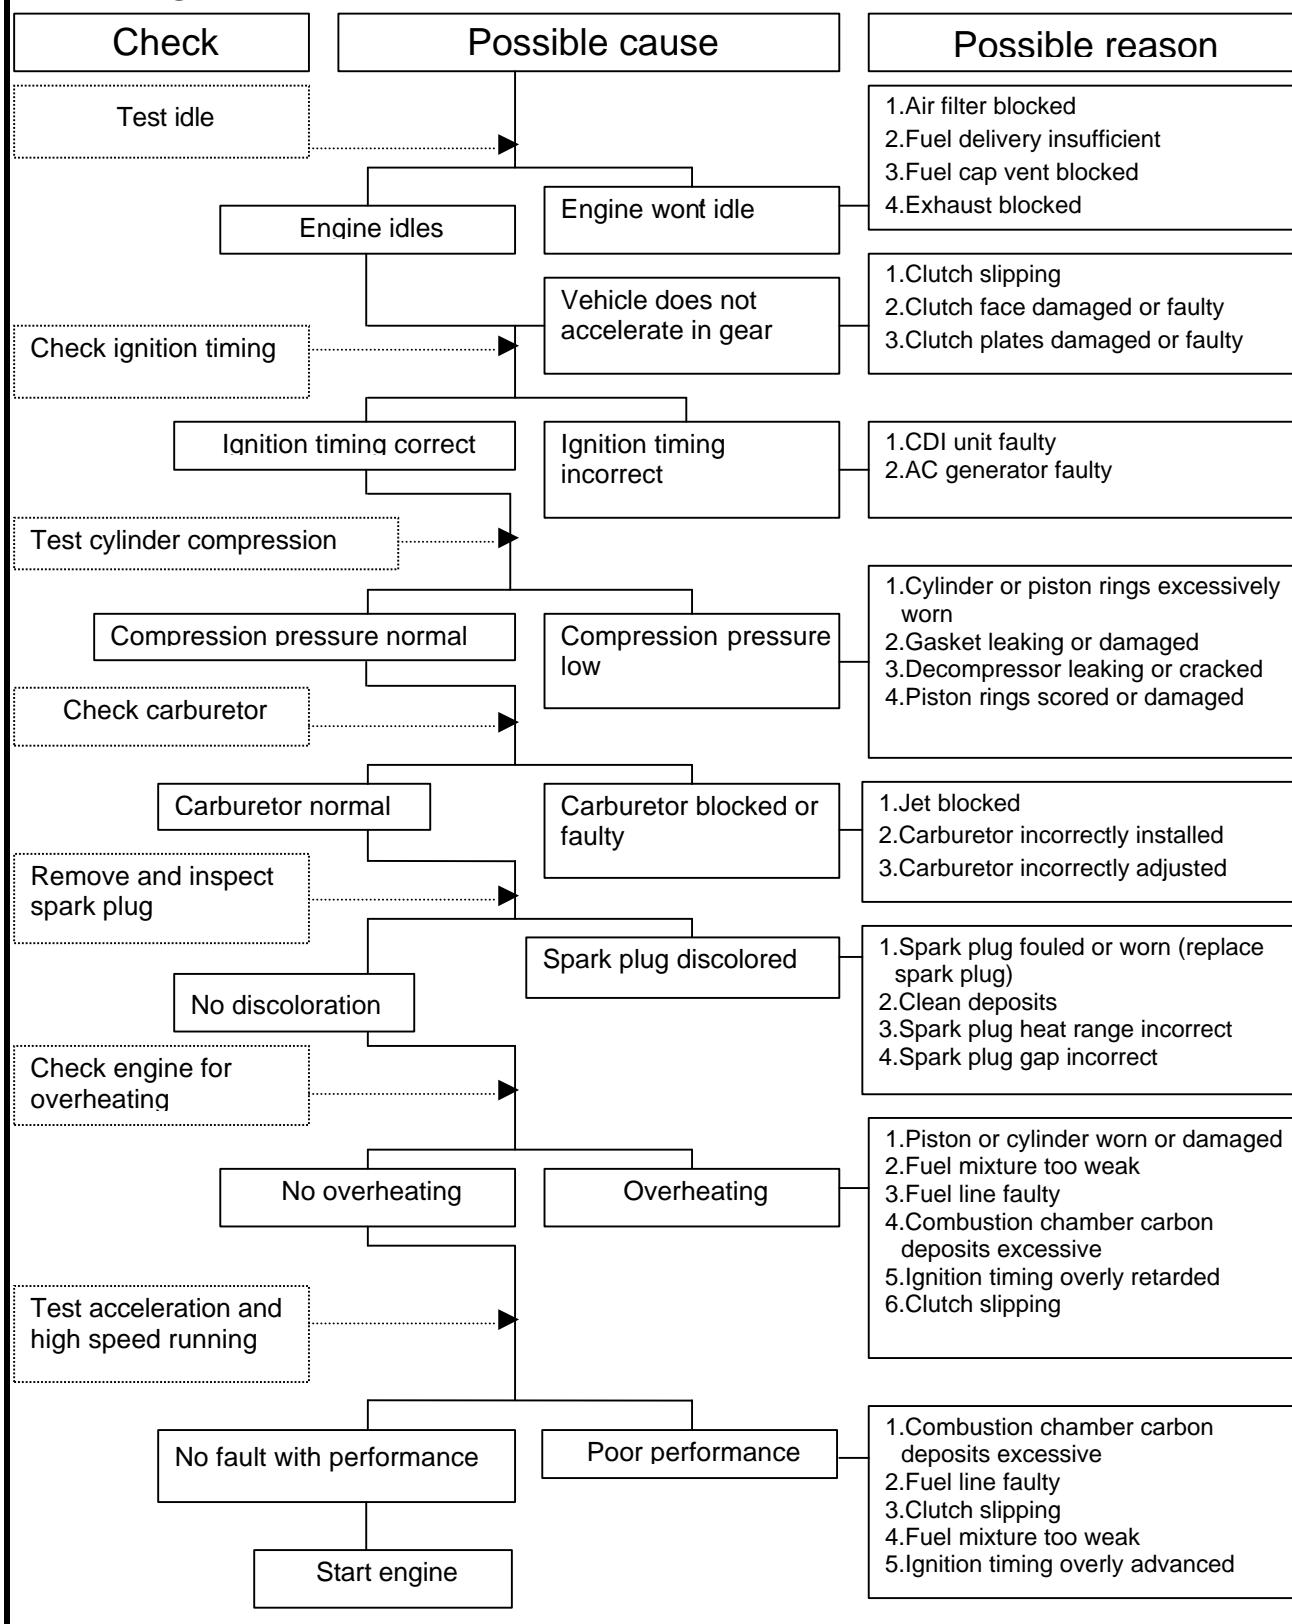 Check
Possible cause
Possible reason
Test idle
1.Air filter blocked
2.Fuel delivery insufficient
3.Fuel cap vent blocked
4.Exhaust blocked
Engine idles
Engine wont idle
Vehicle does not
accelerate in gear
1.Clutch slipping
2.Clutch face damaged or faulty
3.Clutch plates damaged or faulty
Check ignition timing
Ignition timing correct
Ignition timing
incorrect
1.CDI unit faulty
2.AC generator faulty
Test cylinder compression
Compression pressure normal
Compression pressure
low
1.Cylinder or piston rings excessively
worn
2.Gasket leaking or damaged
3.Decompressor leaking or cracked
4.Piston rings scored or damaged
Check carburetor
Carburetor normal
Carburetor blocked or
faulty
1.Jet blocked
2.Carburetor incorrectly installed
3.Carburetor incorrectly adjusted
Remove and inspect
spark plug
No discoloration
Spark plug discolored
1.Spark plug fouled or worn (replace
spark plug)
2.Clean deposits
3.Spark plug heat range incorrect
4.Spark plug gap incorrect
Check engine for
overheating
No overheating
Overheating
1.Piston or cylinder worn or damaged
2.Fuel mixture too weak
3.Fuel line faulty
4.Combustion chamber carbon
deposits excessive
5.Ignition timing overly retarded
6.Clutch slipping
Test acceleration and
high speed running
No fault with performance
Poor performance
1.Combustion chamber carbon
deposits excessive
2.Fuel line faulty
3.Clutch slipping
4.Fuel mixture too weak
5.Ignition timing overly advanced
Start engine